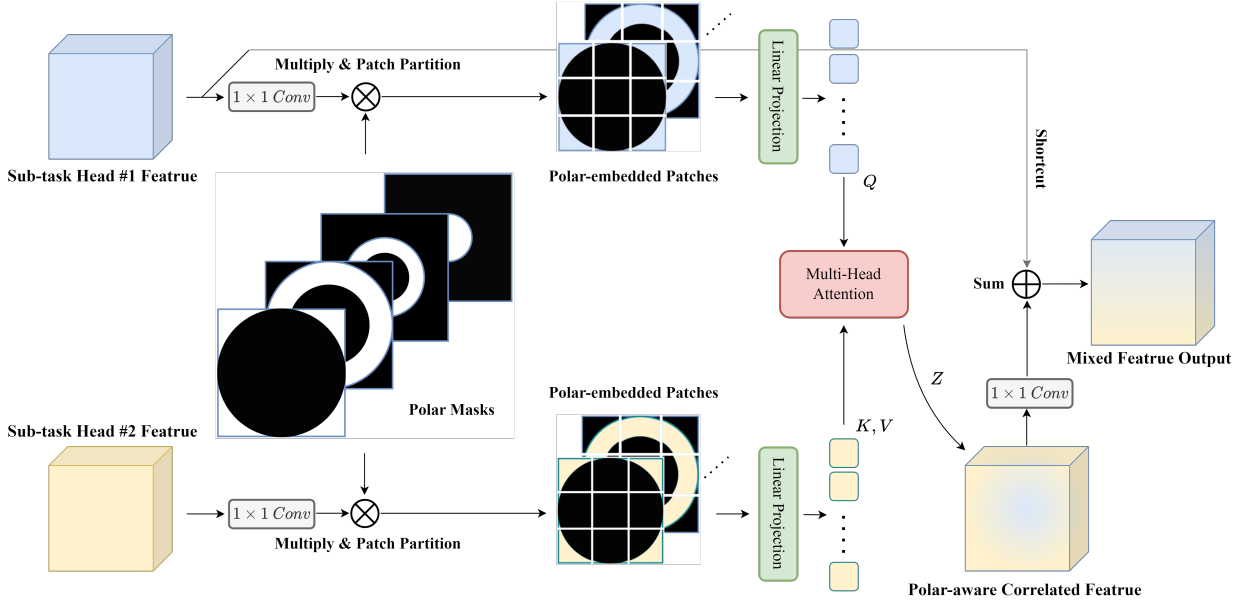 Multiply & Patch Partition
1 × 1 Conv
Linear Projection
Sub-task Head #1 Featrue
Polar-embedded Patches
Q
Shortcut
Multi-Head
Attention
Sum
Mixed Featrue Output
Z
1 × 1 Conv
Polar Masks
Polar-embedded Patches
Sub-task Head #2 Featrue
K, V
1 × 1 Conv
Linear Projection
Multiply & Patch Partition
Polar-aware Correlated Featrue